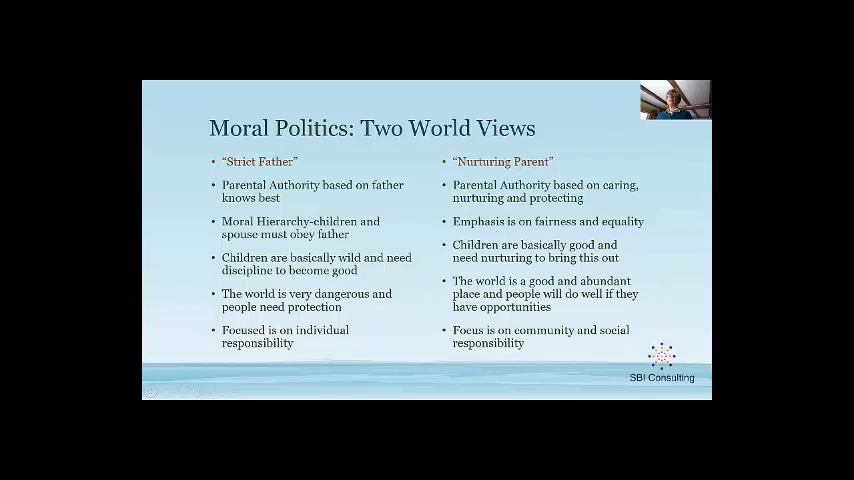 Moral Politics: Two World Views
• “Strict Father”
• Parental Authority based on father
knows best
• Moral Hierarchy-children and
spouse must obey father
• Children are basically wild and need
discipline to become good
• The world is very dangerous and
people need protection
• Focused is on individual
responsibility
• “Nurturing Parent”
• Parental Authority based on caring,
nurturing and protecting
• Emphasis is on fairness and equality
• Children are basically good and
need nurturing to bring this out
• The world is a good and abundant
place and people will do well if they
have opportunities
• Focus is on community and social
responsibility
SBI Consulting